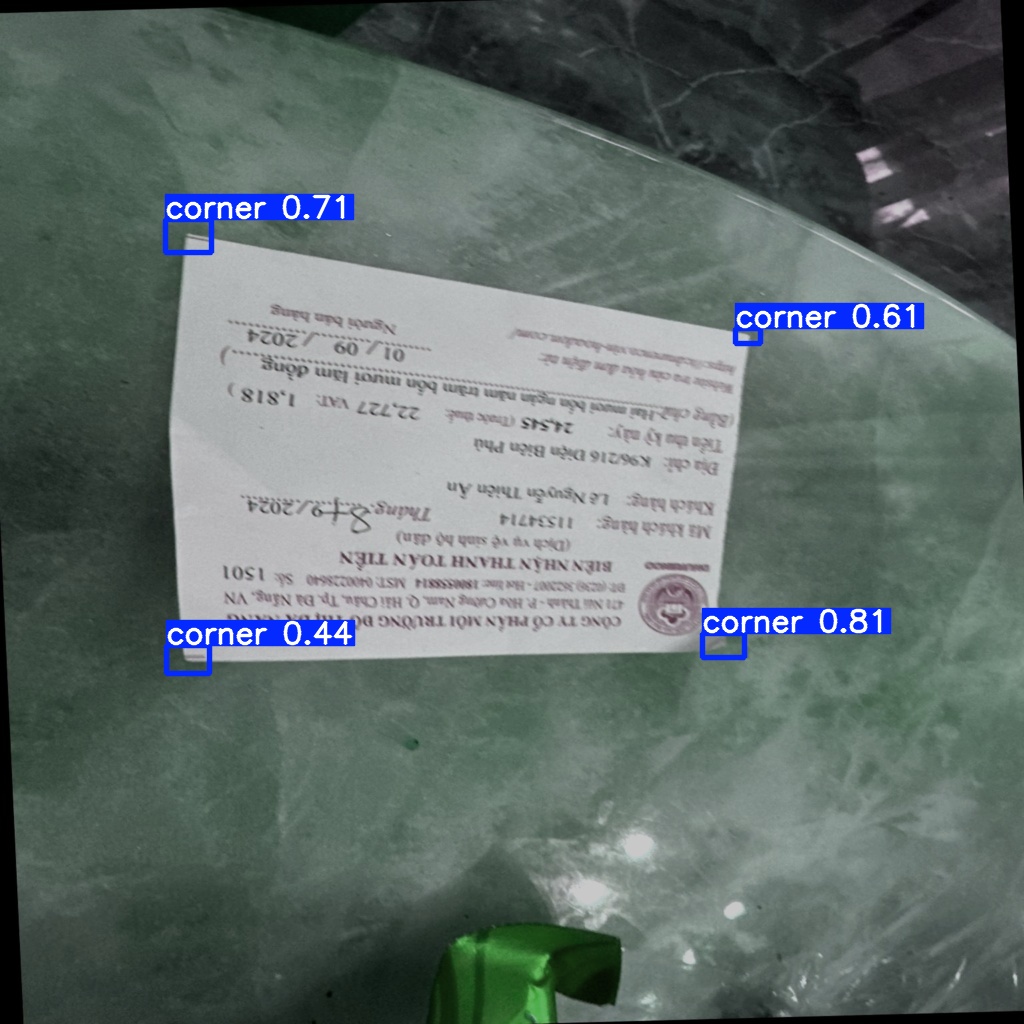 corner 0.71
corner 0.61
corner 0.44
corner 0.81
CÔNG TY CỔ PHẦN MÔI TRƯỜNG ĐÔ THỊ ĐÀ NẴNG
471 Núi Thành - P. Hòa Cường Nam, Q. Hải Châu, Tp. Đà Nẵng, VN
ĐT: (0236) 3622007 - Hot line: 18005588 MST: 0400228640 Số: 1501
BIÊN NHẬN THANH TOÁN TIỀN
(Dịch vụ vệ sinh hộ dân)
Mã khách hàng: 11534714 Tháng: 8+9/2024
Khách hàng: Lê Nguyễn Thiên Ân
Địa chỉ: K96/216 Điện Biên Phủ
Tiền thu kỳ này: 24,545 (Trước thuế: 22,727 VAT: 1,818 )
(Bằng chữ: Hai mươi bốn ngàn năm trăm bốn mươi lăm đồng )
Website tra cứu hóa đơn điện tử:
01 / 09 / 2024
Người bán hàng